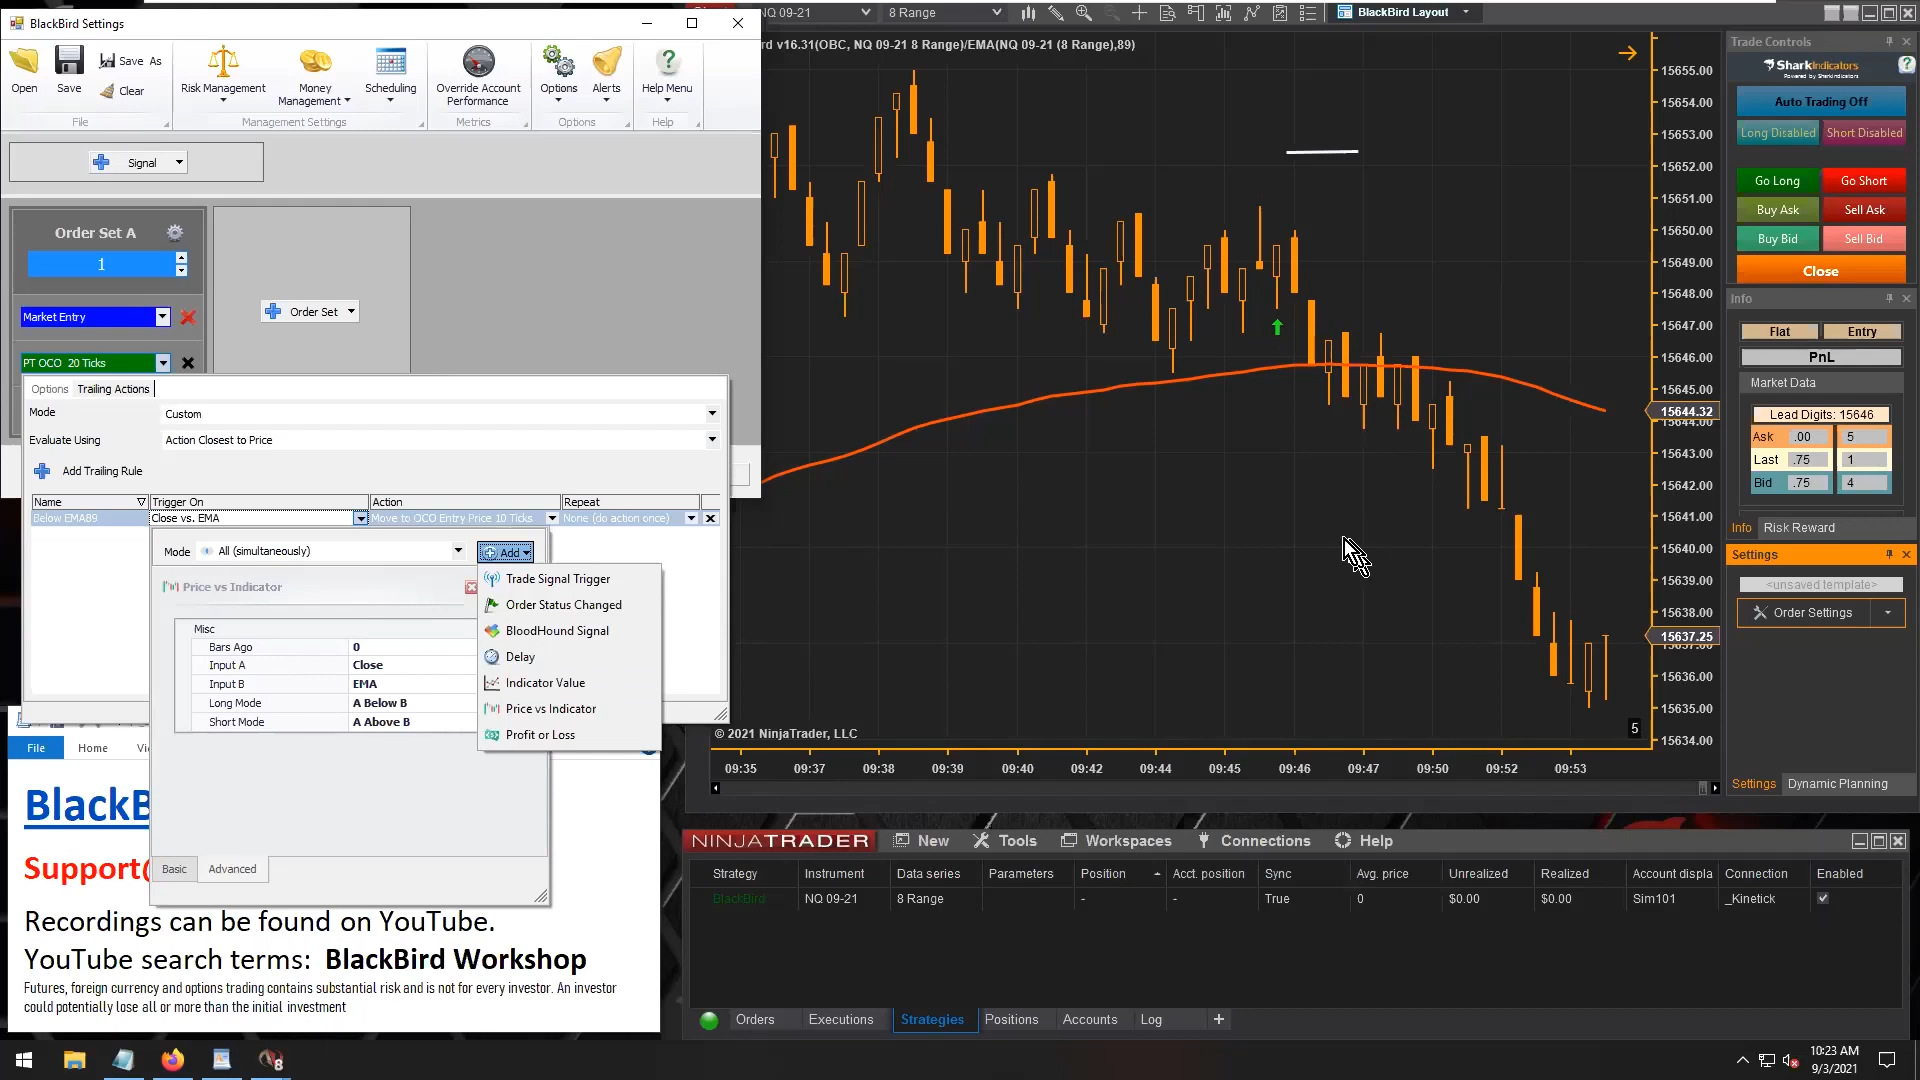 BlackBird Settings
Open
Save
Save As
Clear
File
Risk Management
Money Management
Scheduling
Management Settings
Override Account Performance
Metrics
Options
Alerts
Options
Help Menu
Help
Signal
Order Set A
1
Market Entry
PT OCO 20 Ticks
Order Set
Options Trailing Actions
Mode Custom
Evaluate Using Action Closest to Price
Add Trailing Rule
Name Trigger On Action Repeat
Below EMA89 Close vs. EMA Move to OCO Entry Price 10 Ticks None (do action once)
Mode All (simultaneously) Add
Price vs Indicator
Misc
Bars Ago 0
Input A Close
Input B EMA
Long Mode A Below B
Short Mode A Above B
Trade Signal Trigger
Order Status Changed
BloodHound Signal
Delay
Indicator Value
Price vs Indicator
Profit or Loss
Basic Advanced
File Home Vi
BlackB
Support(
Recordings can be found on YouTube.
YouTube search terms: BlackBird Workshop
Futures, foreign currency and options trading contains substantial risk and is not for every investor. An investor
could potentially lose all or more than the initial investment
NQ 09-21 8 Range BlackBird Layout
rd v16.31(OBC, NQ 09-21 8 Range)/EMA(NQ 09-21 (8 Range),89)
15655.00
15654.00
15653.00
15652.00
15651.00
15650.00
15649.00
15648.00
15647.00
15646.00
15645.00
15644.32
15644.00
15643.00
15642.00
15641.00
15640.00
15639.00
15638.00
15637.25
15637.00
15636.00
15635.00
15634.00
5
© 2021 NinjaTrader, LLC
09:35 09:37 09:38 09:39 09:40 09:42 09:44 09:45 09:46 09:47 09:50 09:52 09:53
Trade Controls
SharkIndicators
Powered by SharkIndicators
Auto Trading Off
Long Disabled Short Disabled
Go Long Go Short
Buy Ask Sell Ask
Buy Bid Sell Bid
Close
Info
Flat Entry
PnL
Market Data
Lead Digits: 15646
Ask .00 5
Last .75 1
Bid .75 4
Info Risk Reward
Settings
<unsaved template>
Order Settings
Settings Dynamic Planning
NINJATRADER New Tools Workspaces Connections Help
Strategy Instrument Data series Parameters Position Acct. position Sync Avg. price Unrealized Realized Account displa Connection Enabled
BlackBird NQ 09-21 8 Range - - True 0 $0.00 $0.00 Sim101 _Kinetick
Orders Executions Strategies Positions Accounts Log +
8
10:23 AM
9/3/2021